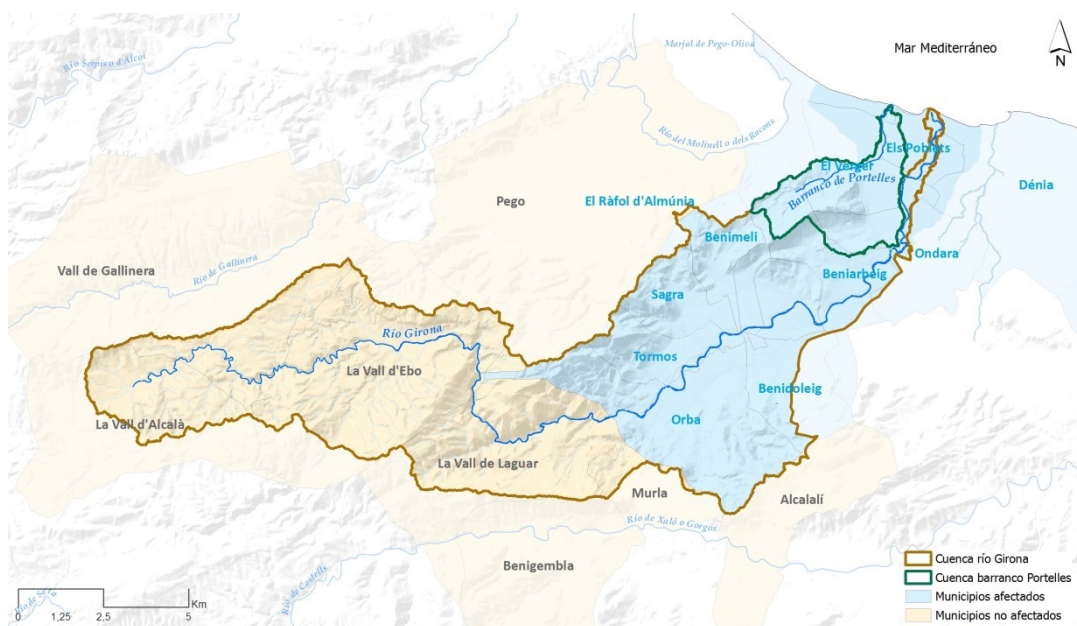 Mar Mediterráneo
N
Río Serpis o d'Alcoi
Marjal de Pego-Oliva
Río del Molinell o dels Racons
Els Poblets
El Verger
Barranco de Portelles
Dénia
Pego
El Ràfol d'Almúnia
Benimeli
Ondara
Vall de Gallinera
Río de Gallinera
Beniarbeig
Sagra
Río Girona
Tormos
La Vall d'Ebo
Benidoleig
La Vall d'Alcalà
Orba
La Vall de Laguar
Murla
Alcalalí
Río de Xaló o Gorgos
Benigembla
Río de Castells
Cuenca río Girona
Cuenca barranco Portelles
Municipios afectados
Municipios no afectados
Km
0 1,25 2,5 5